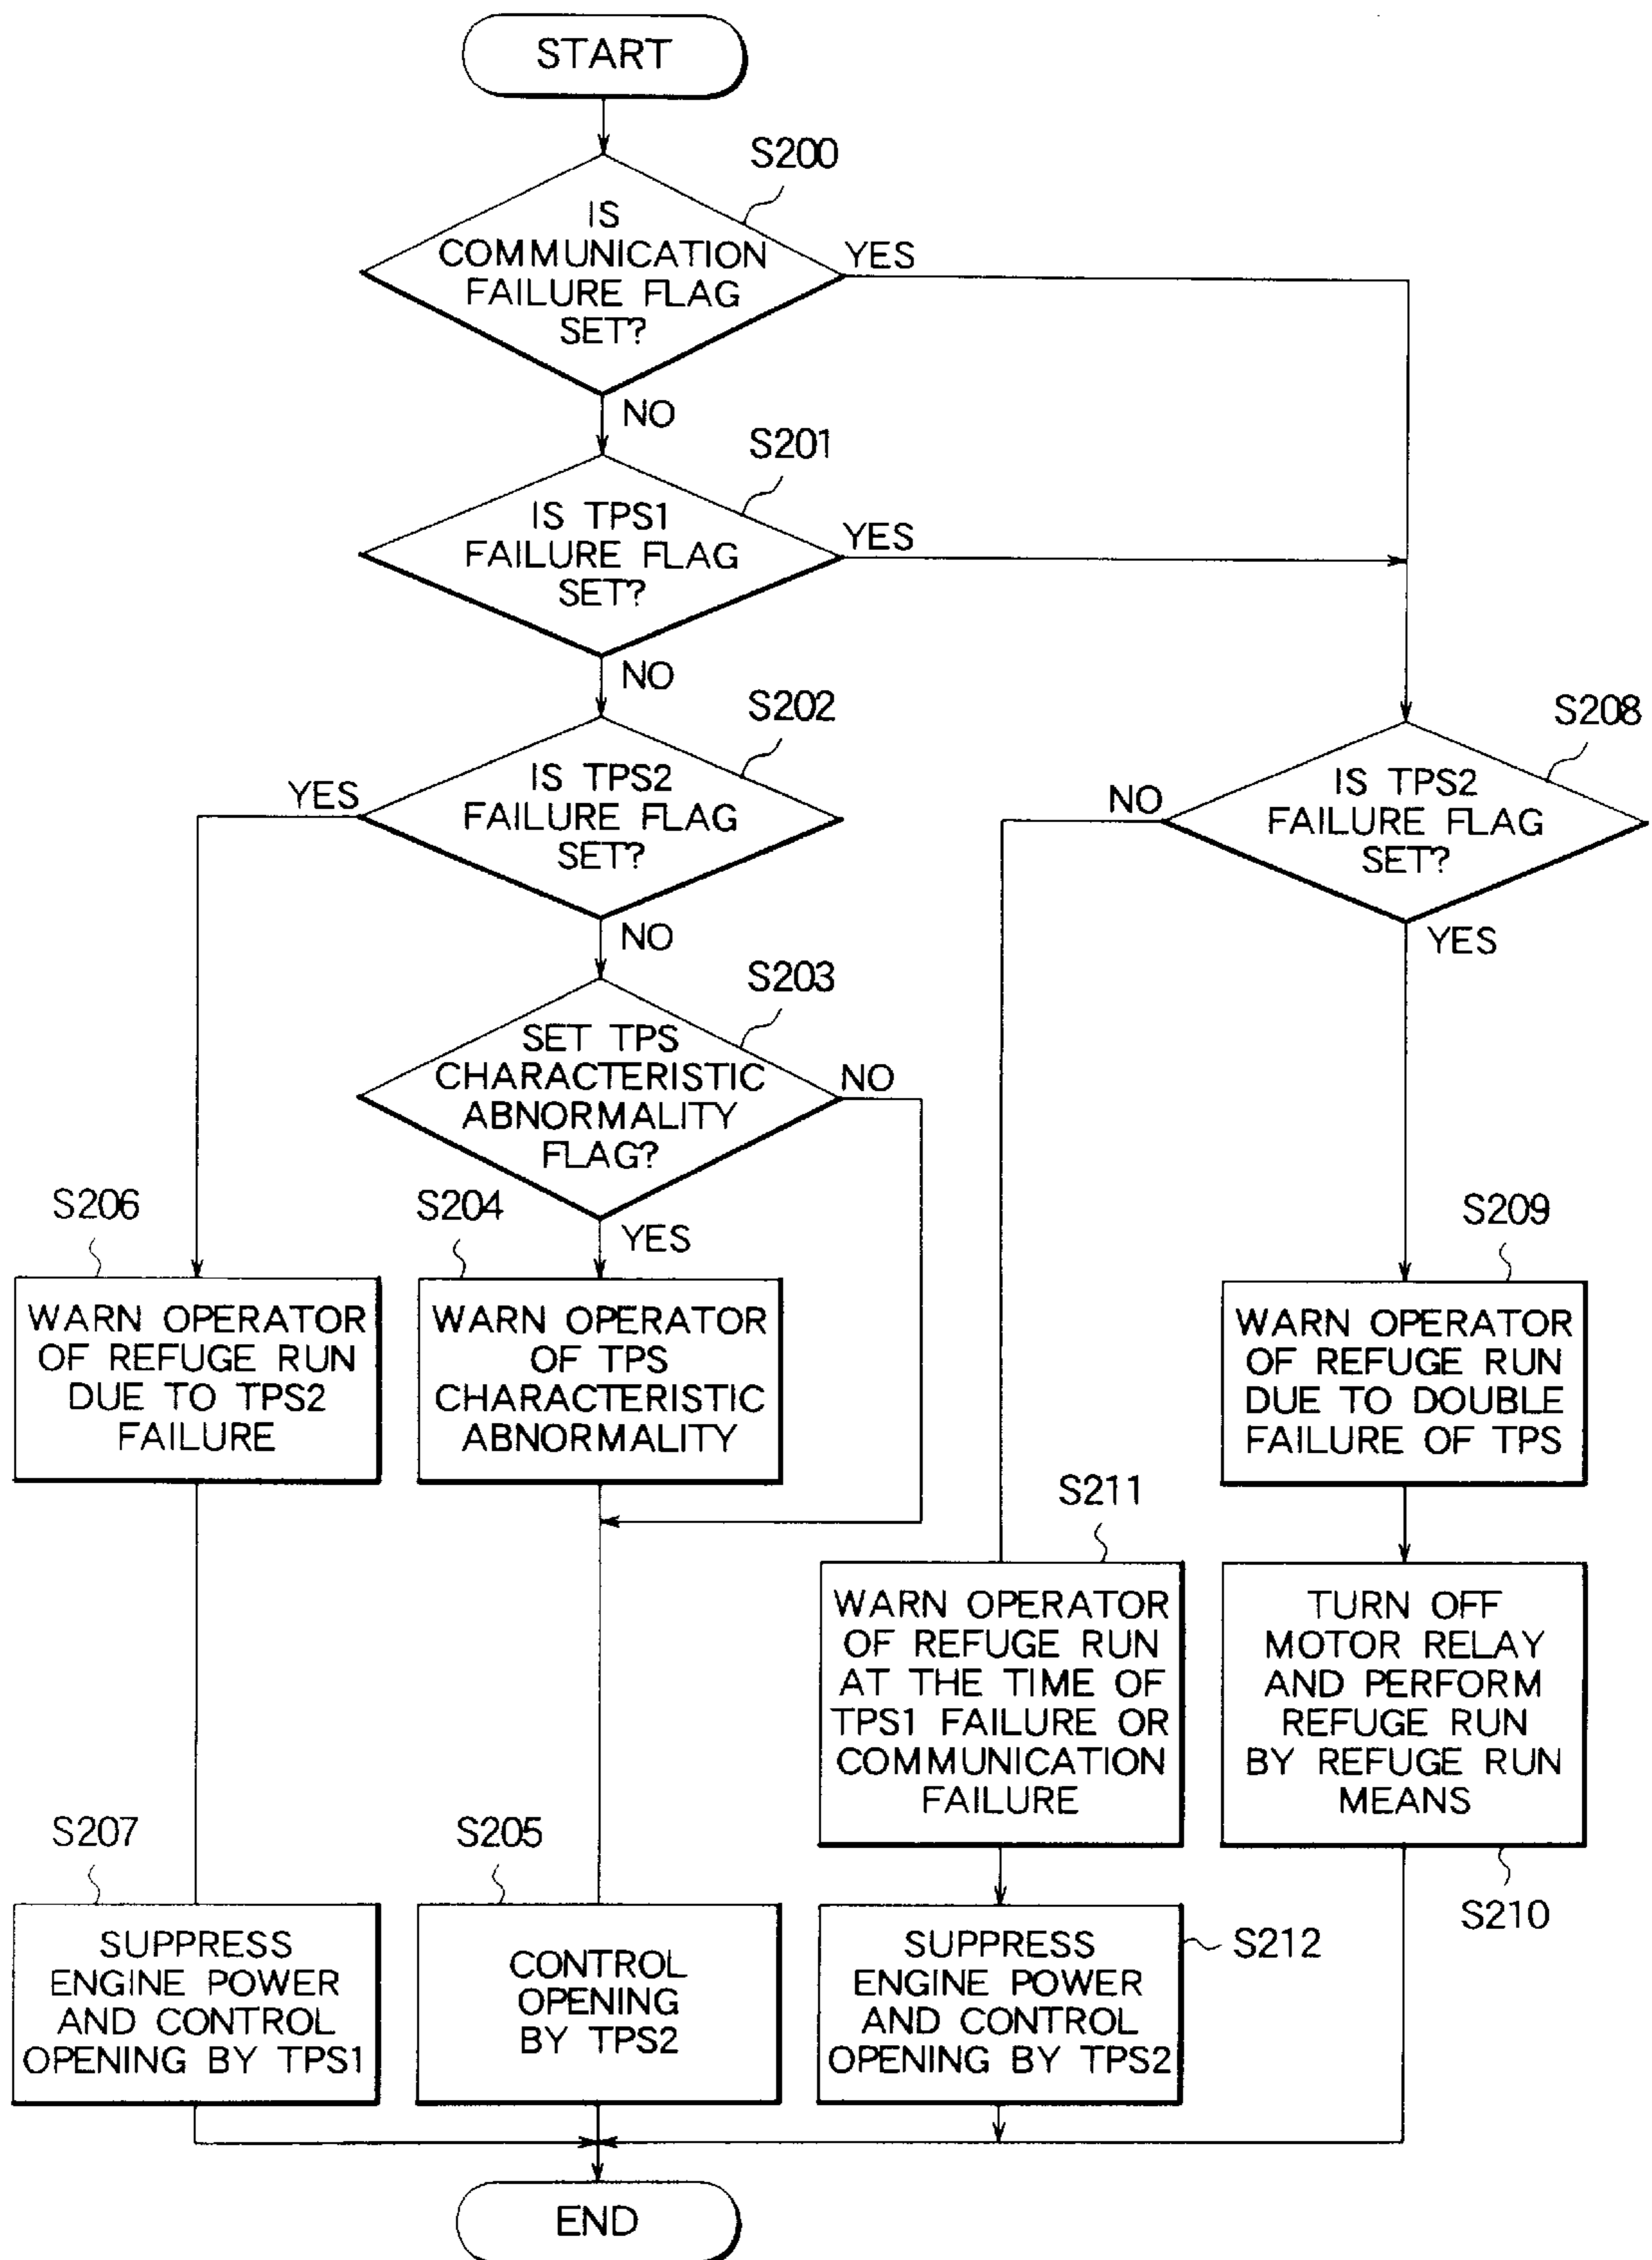 START
S200
IS
COMMUNICATION
FAILURE FLAG
SET?
YES
NO
S201
IS TPS1
FAILURE FLAG
SET?
YES
NO
S202
IS TPS2
FAILURE FLAG
SET?
YES
NO
S208
IS TPS2
FAILURE FLAG
SET?
NO
YES
S203
SET TPS
CHARACTERISTIC
ABNORMALITY
FLAG?
NO
YES
S206
WARN OPERATOR
OF REFUGE RUN
DUE TO TPS2
FAILURE
S204
WARN OPERATOR
OF TPS
CHARACTERISTIC
ABNORMALITY
S209
WARN OPERATOR
OF REFUGE RUN
DUE TO DOUBLE
FAILURE OF TPS
S211
WARN OPERATOR
OF REFUGE RUN
AT THE TIME OF
TPS1 FAILURE OR
COMMUNICATION
FAILURE
TURN OFF
MOTOR RELAY
AND PERFORM
REFUGE RUN
BY REFUGE RUN
MEANS
S210
S207
SUPPRESS
ENGINE POWER
AND CONTROL
OPENING BY TPS1
S205
CONTROL
OPENING
BY TPS2
SUPPRESS
ENGINE POWER
AND CONTROL
OPENING BY TPS2
S212
END